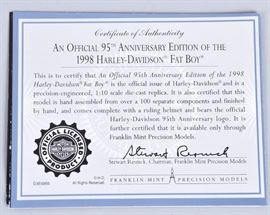 Certificate of Authenticity
AN OFFICIAL 95TH ANNIVERSARY EDITION OF THE
1998 HARLEY-DAVIDSON® FAT BOY®
This is to certify that An Official 95th Anniversary Edition of the 1998
Harley-Davidson® Fat Boy® is the official issue of Harley-Davidson® and is a
precision-engineered, 1:10 scale die-cast replica. It is also certified that this
model is hand assembled from over a 100 separate components and finished
by hand, and comes complete with a riding helmet and bears the official
Harley-Davidson® 95th Anniversary logo. It is further
certified that it is available only through
Franklin Mint Precision Models.
OFFICIAL LICENSED
PRODUCT
HARLEY-DAVIDSON
Stewart Resnick
Stewart Resnick, Chairman, Franklin Mint Precision Models
All Rights Reserved
FRANKLIN MINT PRECISION MODELS